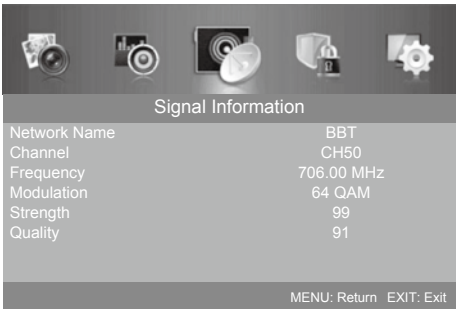 Signal Information
Network Name BBT
Channel CH50
Frequency 706.00 MHz
Modulation 64 QAM
Strength 99
Quality 91
MENU: Return EXIT: Exit